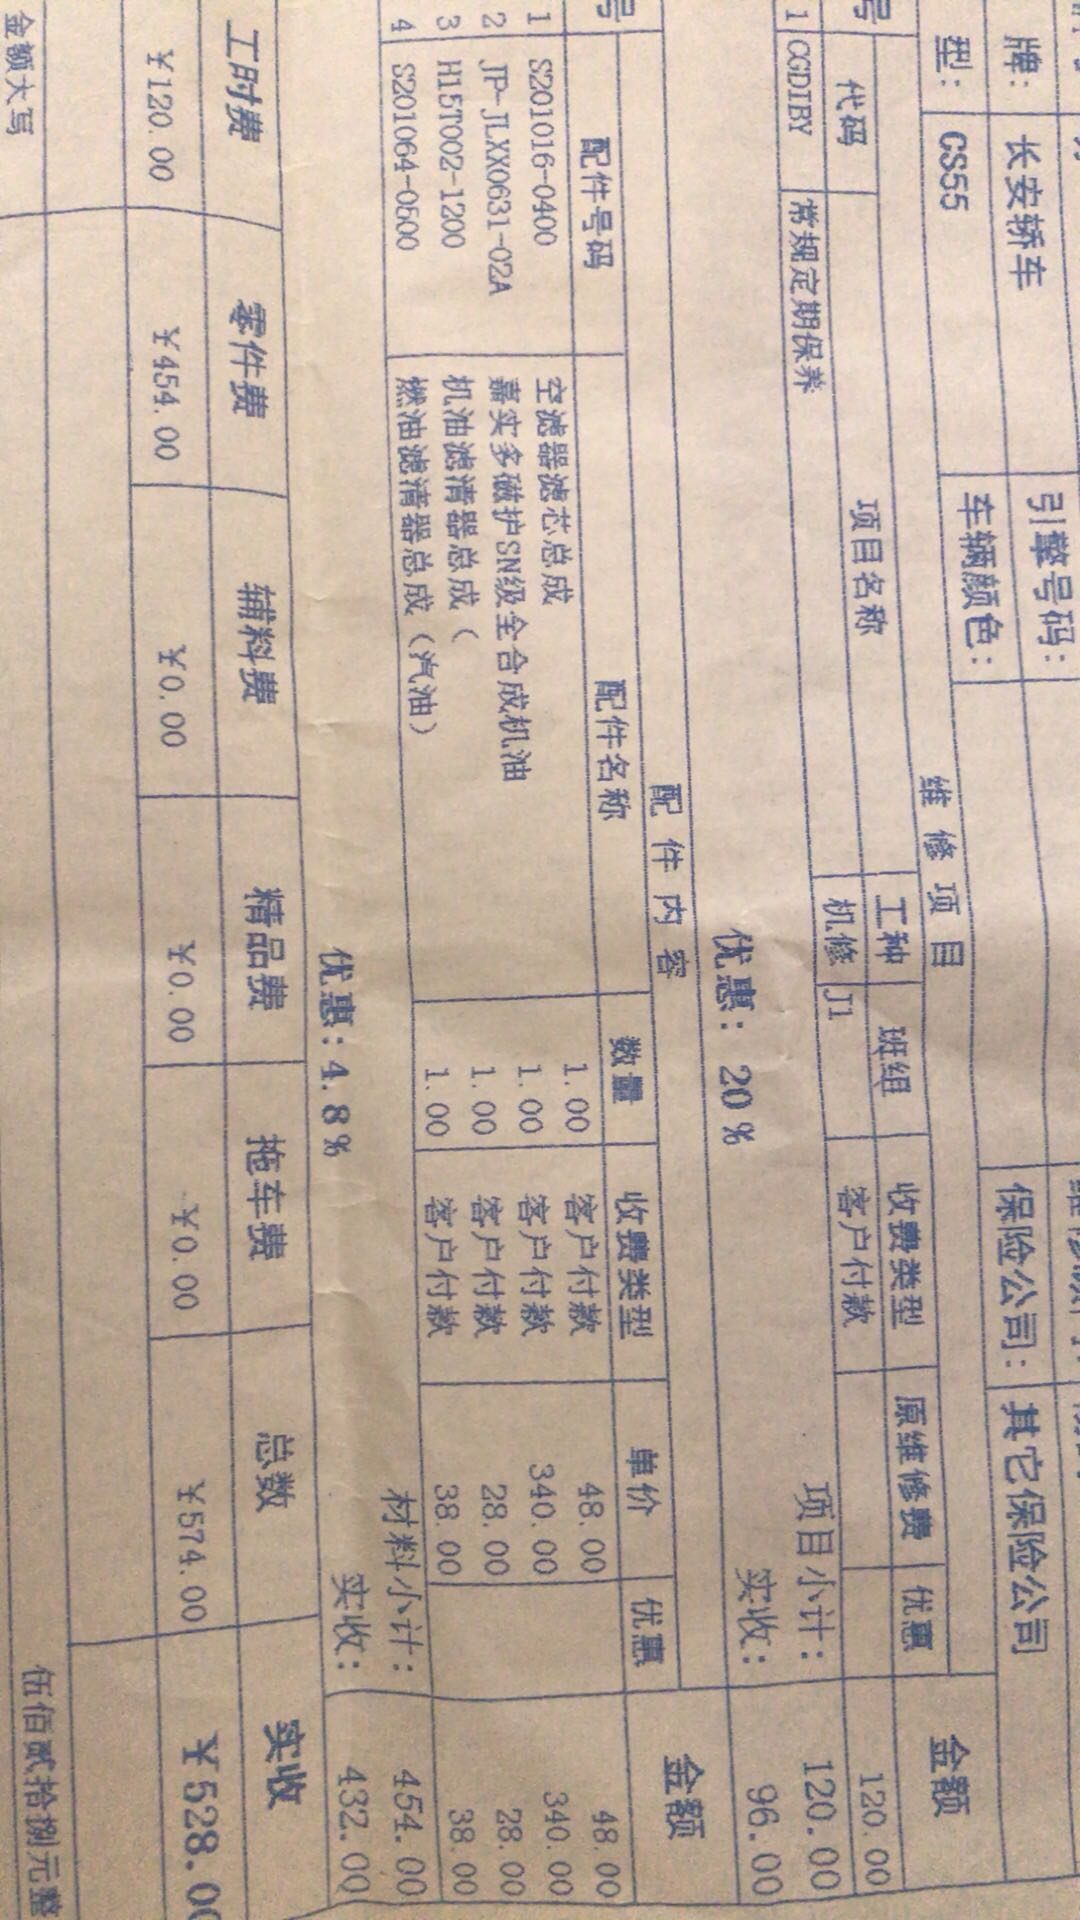 牌: 长安轿车 引擎号码: 保险公司: 其它保险公司
型: CS55 车辆颜色:
维 修 项 目
号 代码 项目名称 工种 班组 收费类型 原维修费 优惠 金额
1 CGDIBY 常规定期保养 机修 J1 客户付款 120.00
项目小计: 120.00
优惠: 20% 实收: 96.00
配 件 内 容
号 配件号码 配件名称 数量 收费类型 单价 优惠 金额
1 S201016-0400 空滤器滤芯总成 1.00 客户付款 48.00 48.00
2 JP-JLXX0631-02A 嘉实多磁护SN级全合成机油 1.00 客户付款 340.00 340.00
3 H15T002-1200 机油滤清器总成( 1.00 客户付款 28.00 28.00
4 S201064-0500 燃油滤清器总成(汽油) 1.00 客户付款 38.00 38.00
材料小计: 454.00
优惠: 4.8% 实收: 432.00
工时费 零件费 辅料费 精品费 拖车费 总数 实收
¥120.00 ¥454.00 ¥0.00 ¥0.00 ¥0.00 ¥574.00 ¥528.00
金额大写 伍佰贰拾捌元整